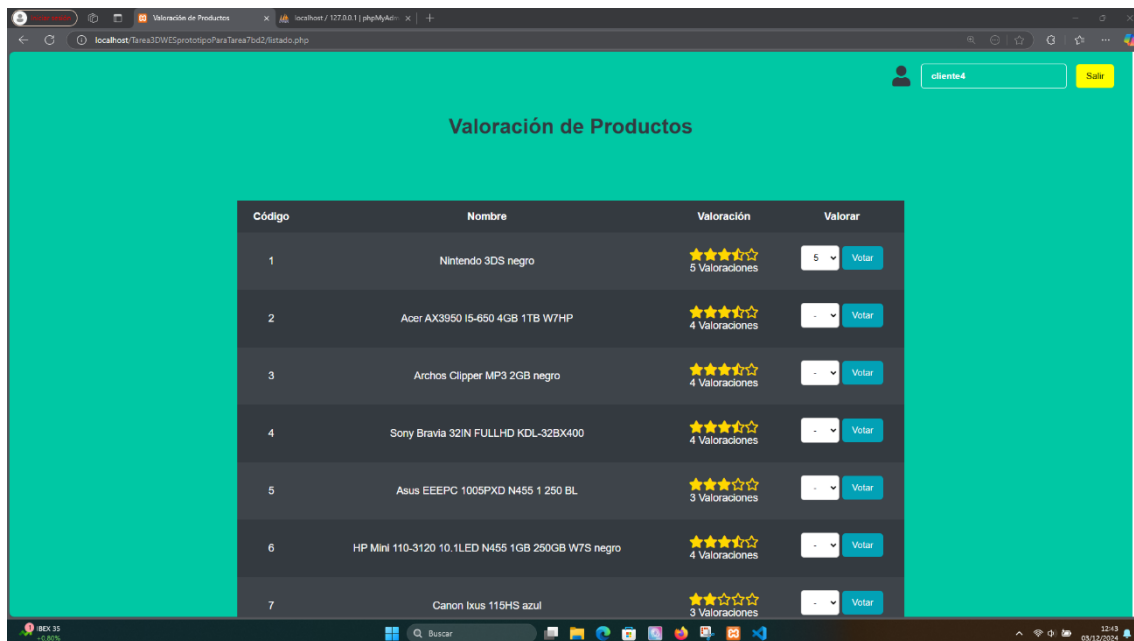 Valoración de Productos
localhost / 127.0.0.1 | phpMyAdm
localhost/Tarea3DWESprototipoParaTarea7bd2/listado.php
cliente4
Salir
Valoración de Productos
Código Nombre Valoración Valorar
1 Nintendo 3DS negro 5 Valoraciones 5 Votar
2 Acer AX3950 I5-650 4GB 1TB W7HP 4 Valoraciones - Votar
3 Archos Clipper MP3 2GB negro 4 Valoraciones - Votar
4 Sony Bravia 32IN FULLHD KDL-32BX400 4 Valoraciones - Votar
5 Asus EEEPC 1005PXD N455 1 250 BL 3 Valoraciones - Votar
6 HP Mini 110-3120 10.1LED N455 1GB 250GB W7S negro 4 Valoraciones - Votar
7 Canon Ixus 115HS azul 3 Valoraciones - Votar
1
IBEX 35
+0.80%
Buscar
12:43
03/12/2024